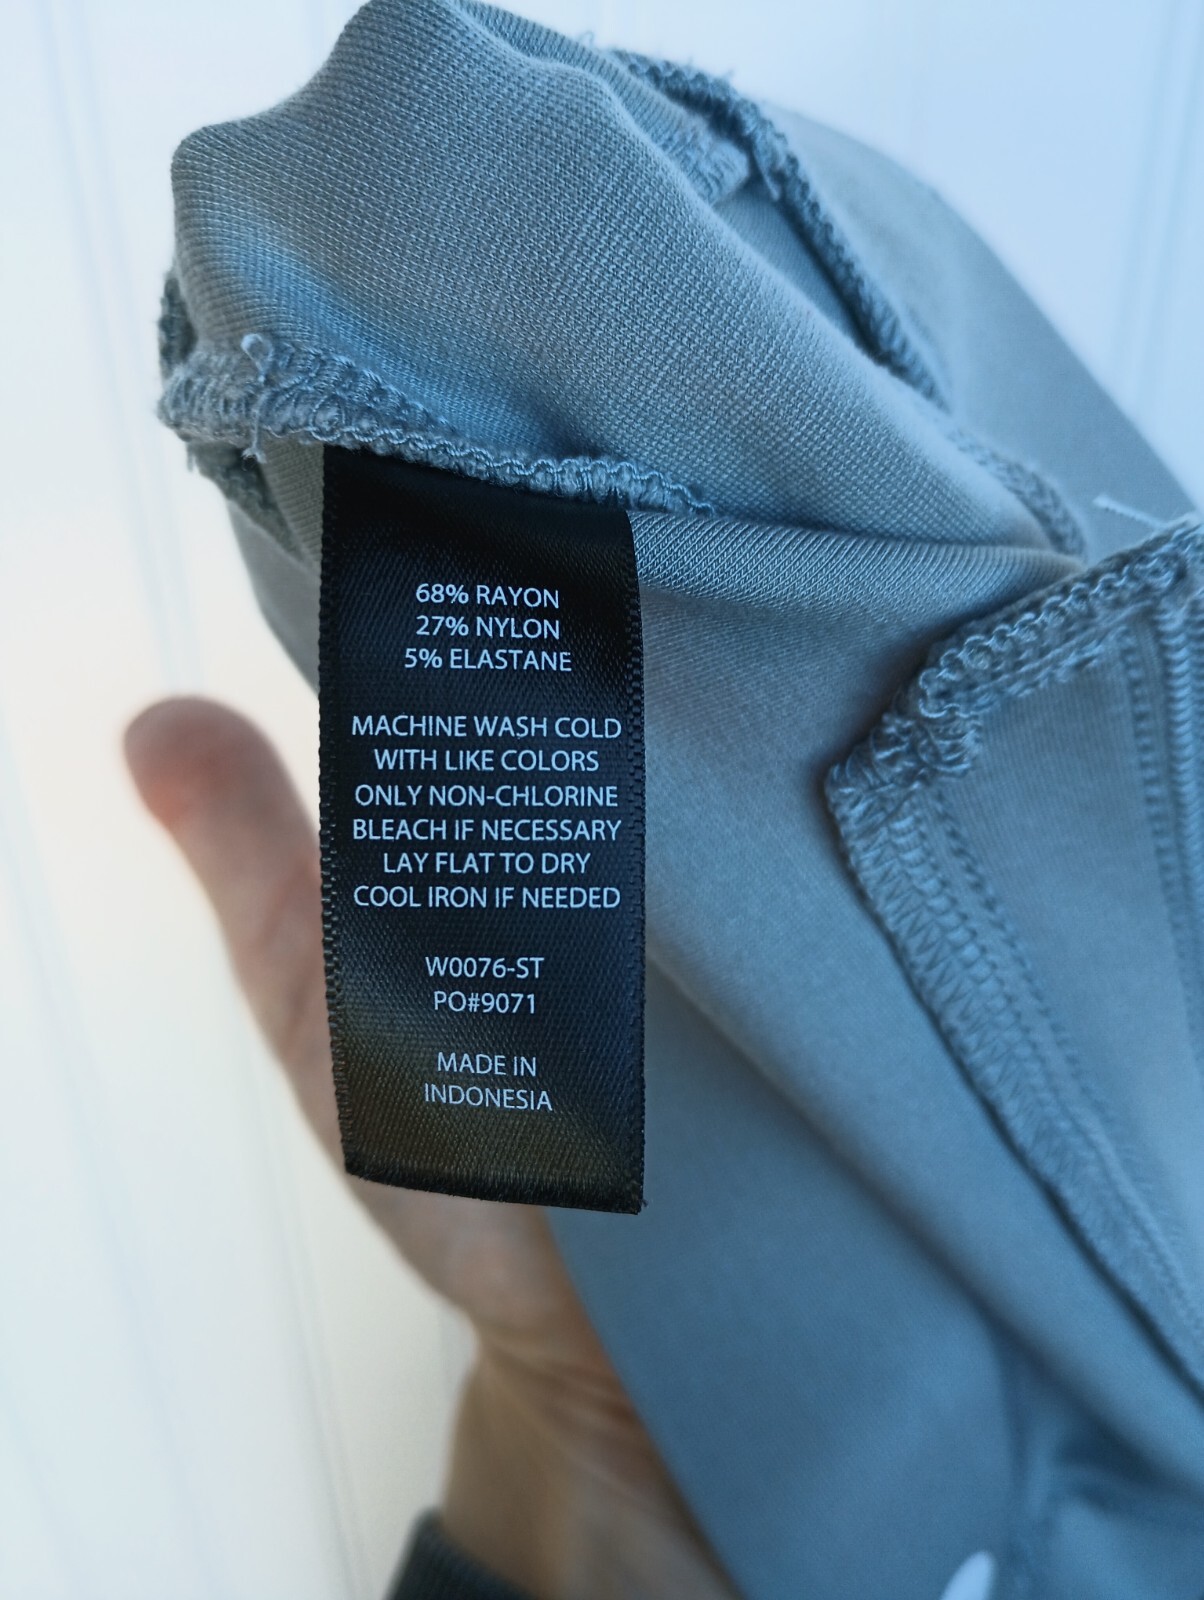 68% RAYON
27% NYLON
5% ELASTANE
MACHINE WASH COLD
WITH LIKE COLORS
ONLY NON-CHLORINE
BLEACH IF NECESSARY
LAY FLAT TO DRY
COOL IRON IF NEEDED
W0076-ST
PO#9071
MADE IN
INDONESIA